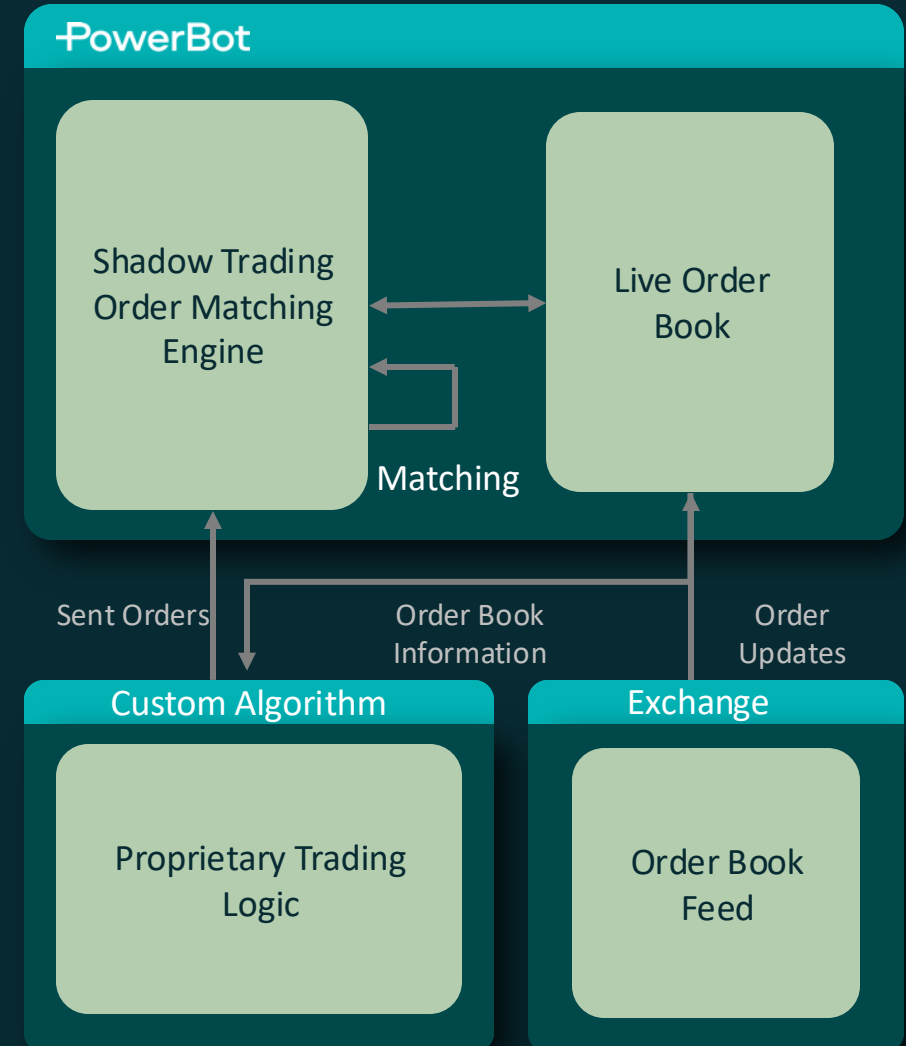 PowerBot
Shadow Trading
Order Matching
Engine
Live Order
Book
Matching
Sent Orders
Order Book
Information
Order
Updates
Custom Algorithm
Exchange
Proprietary Trading
Logic
Order Book
Feed